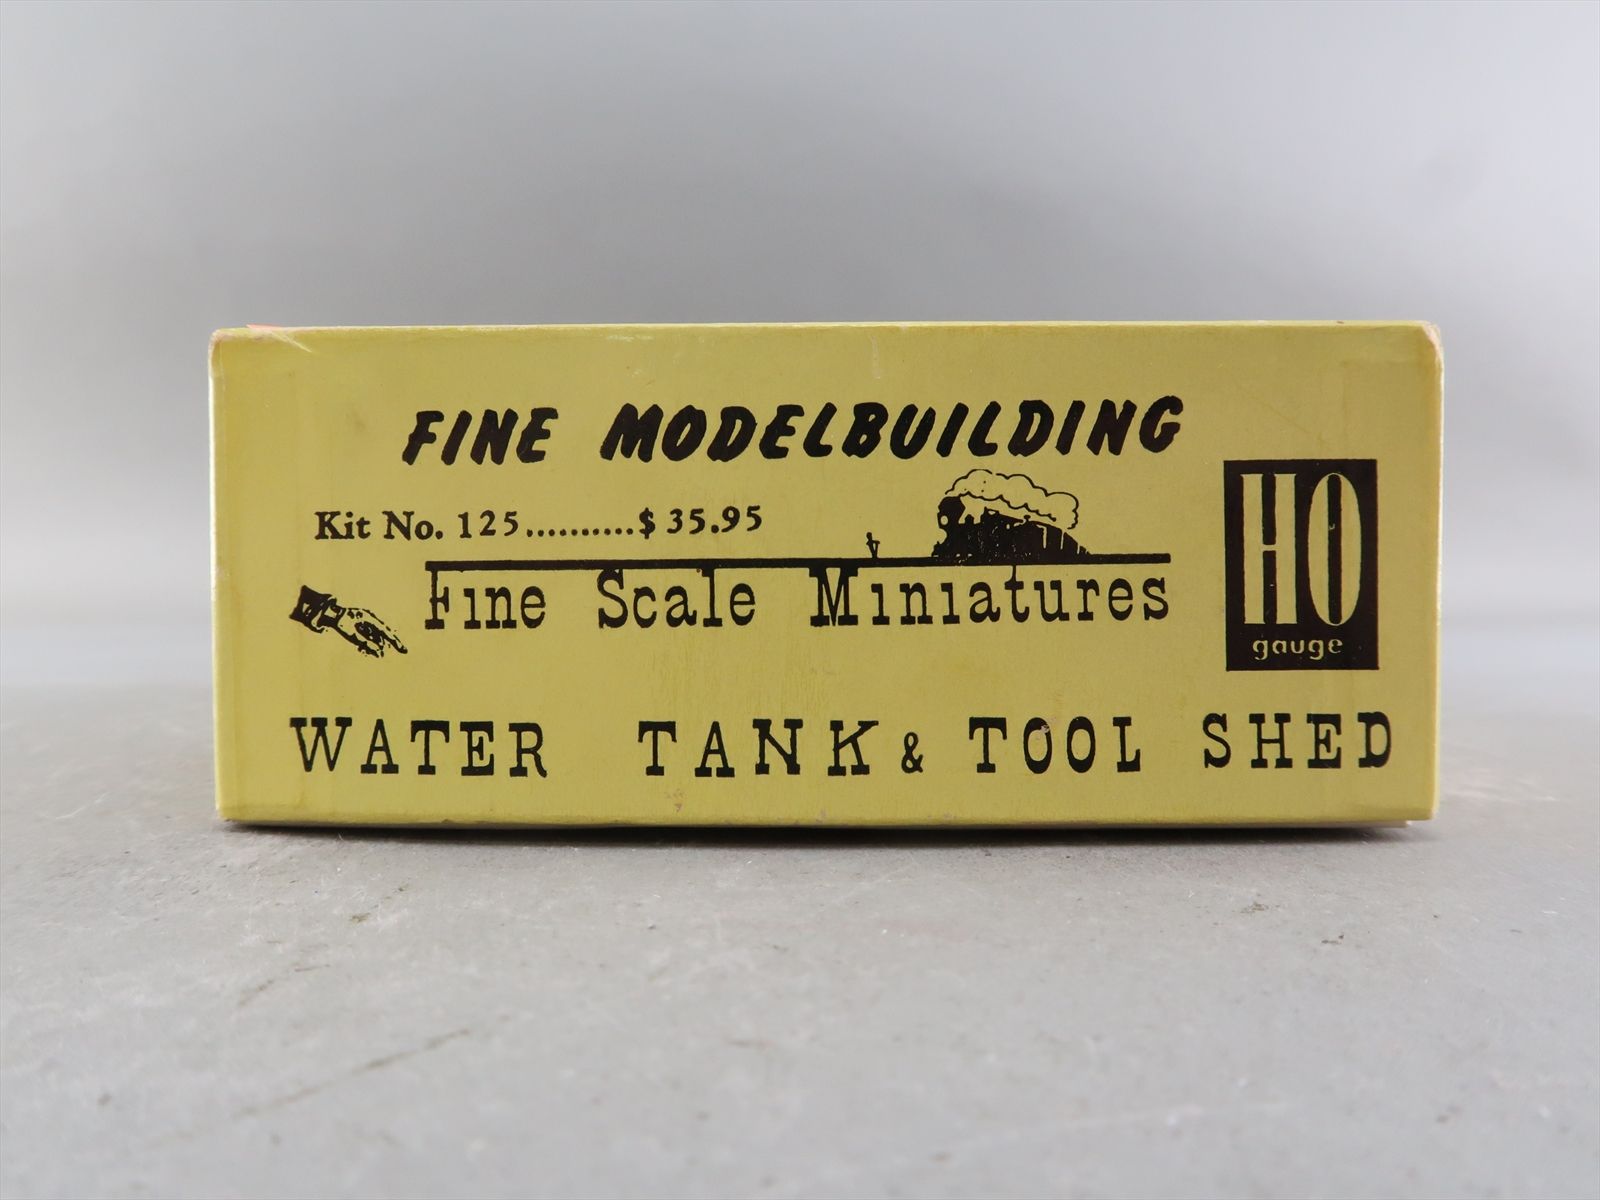 FINE MODELBUILDING
Kit No. 125..........$ 35.95
Fine Scale Miniatures
HO
gauge
WATER TANK & TOOL SHED